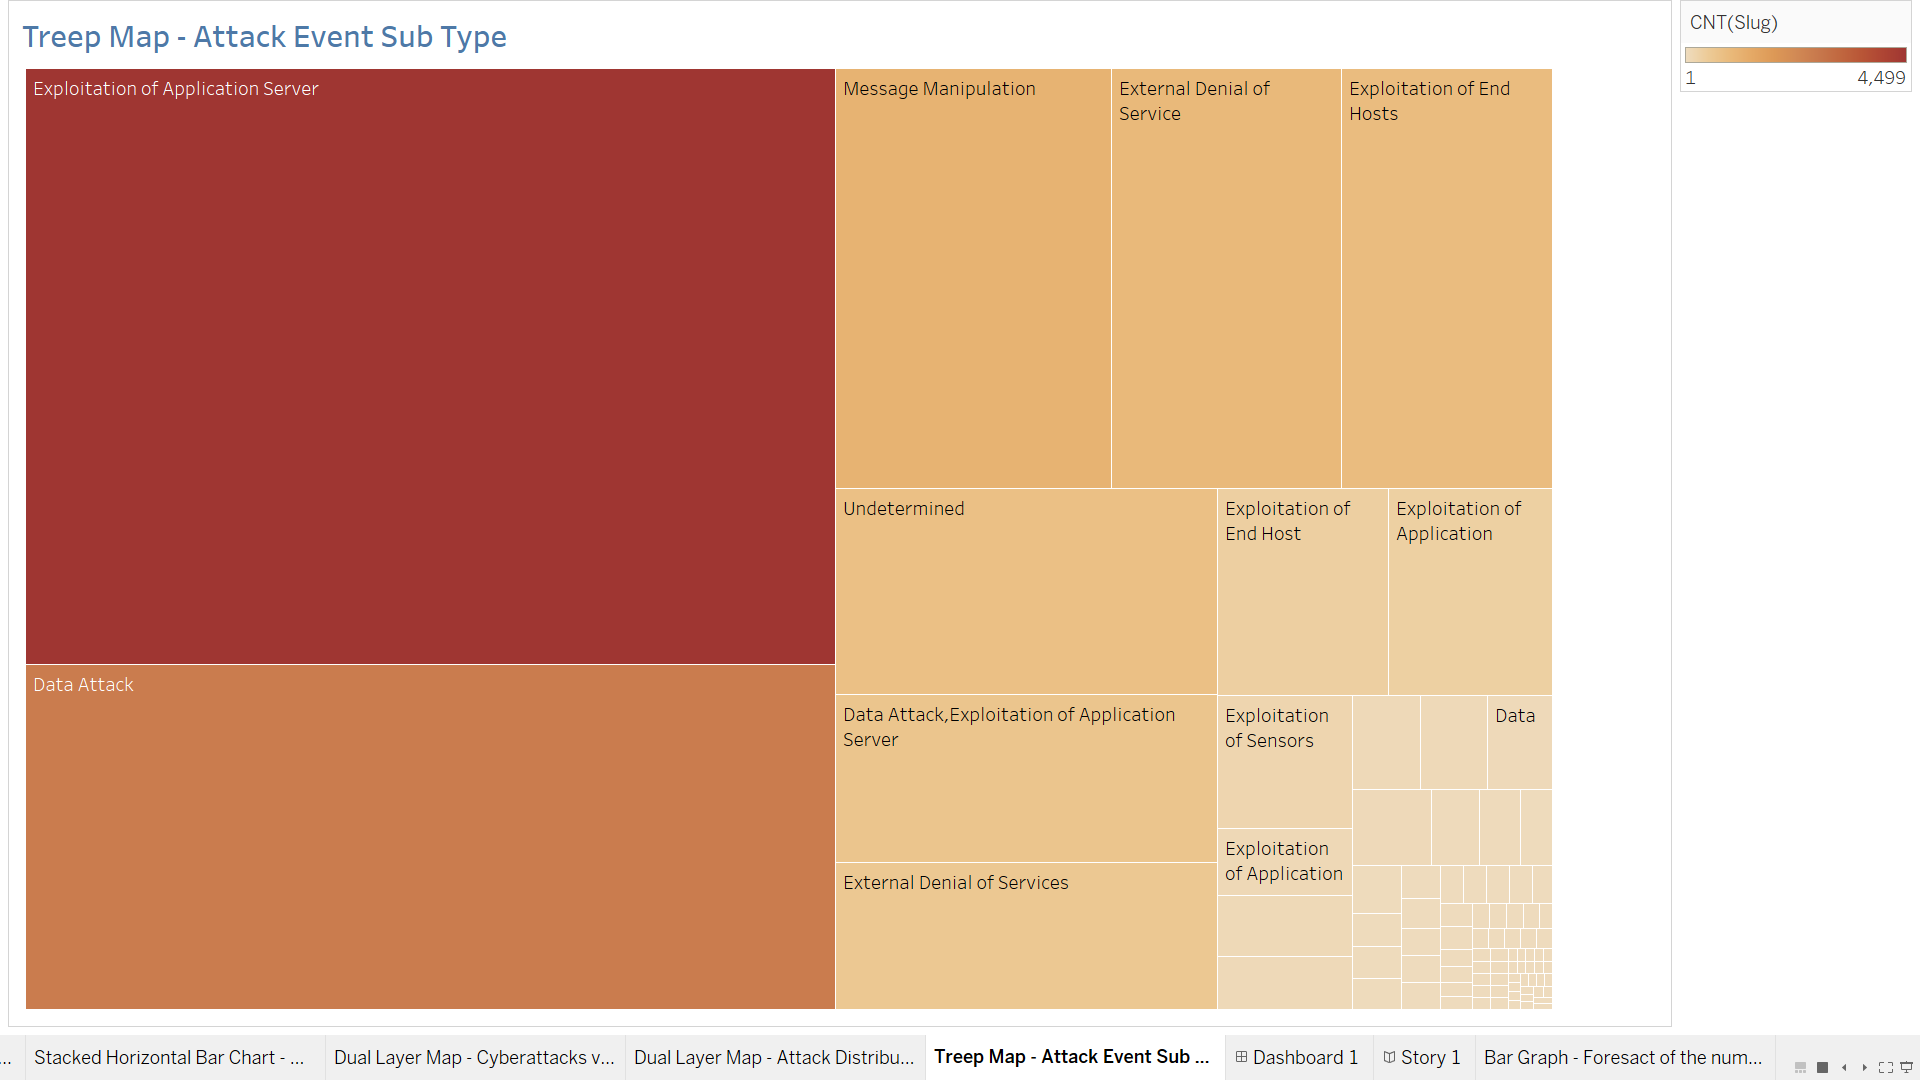 Treep Map - Attack Event Sub Type
CNT(Slug)
1
4,499
Exploitation of Application Server
Message Manipulation
External Denial of
Service
Exploitation of End
Hosts
Undetermined
Exploitation of
End Host
Exploitation of
Application
Data Attack
Data Attack,Exploitation of Application
Server
Exploitation
of Sensors
Data
Exploitation
of Application
External Denial of Services
...
Stacked Horizontal Bar Chart - ...
Dual Layer Map - Cyberattacks v...
Dual Layer Map - Attack Distribu...
Treep Map - Attack Event Sub ...
Dashboard 1
Story 1
Bar Graph - Foresact of the num...